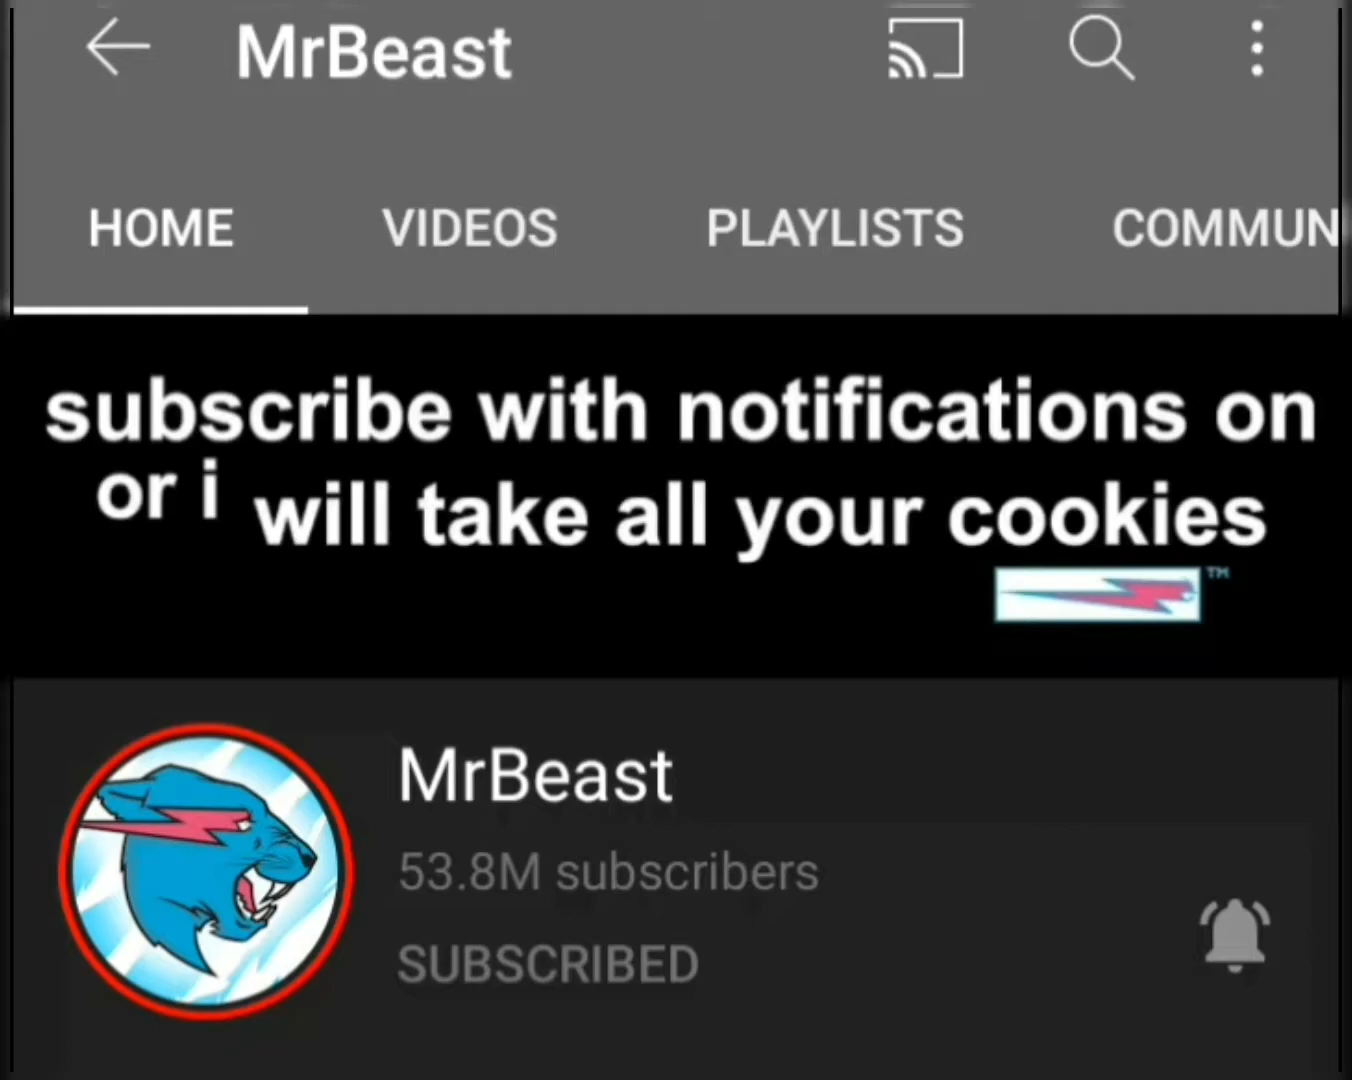 MrBeast
HOME VIDEOS PLAYLISTS COMMUN
subscribe with notifications on
or i will take all your cookies
TM
MrBeast
53.8M subscribers
SUBSCRIBED